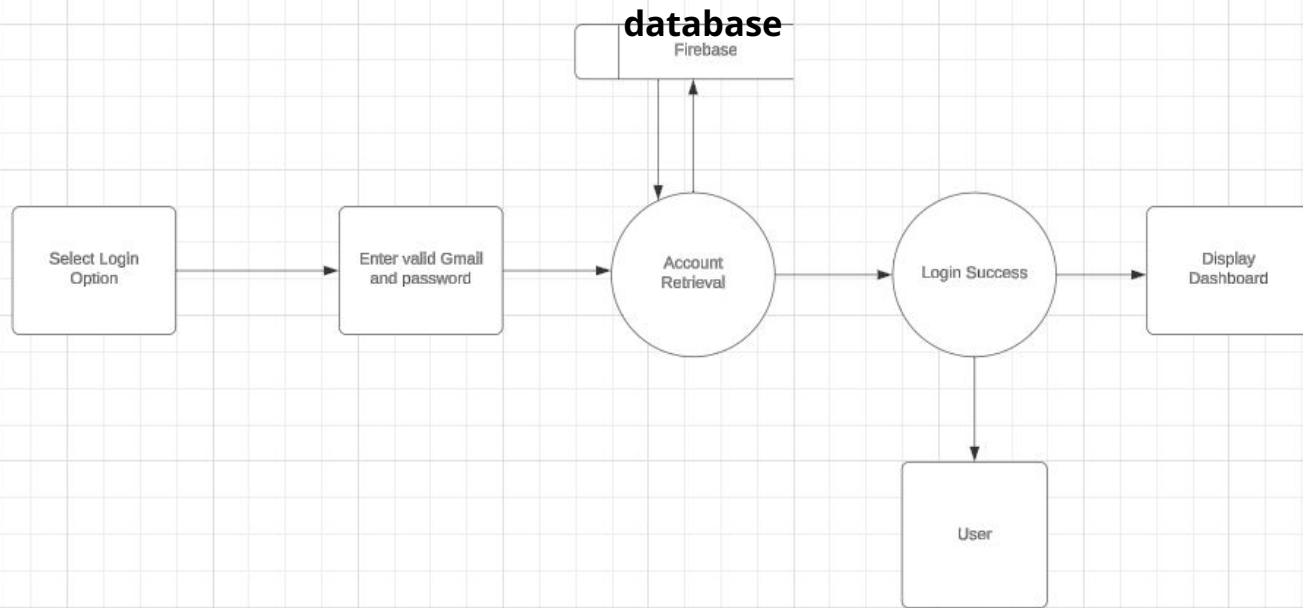 database
Firebase
Select Login
Option
Enter valid Gmail
and password
Account
Retrieval
Login Success
Display
Dashboard
User